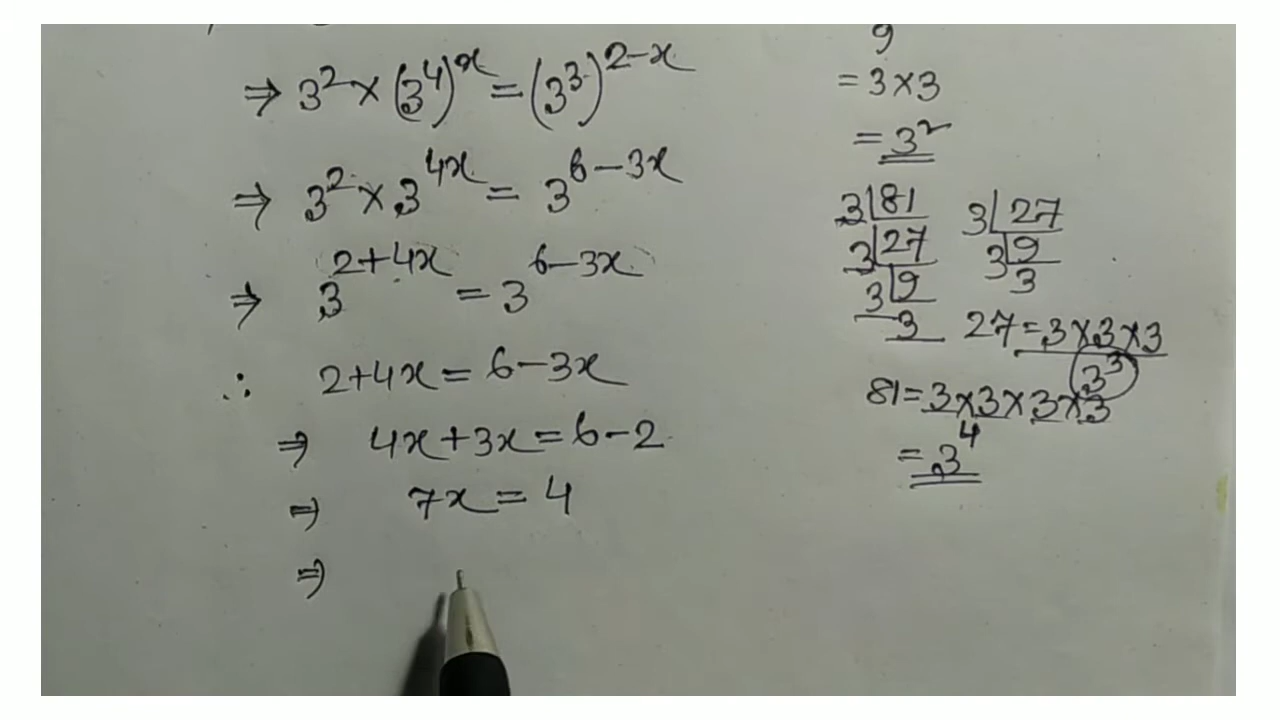 ⇒ 3² × (3⁴)ˣ = (3³)²⁻ˣ
⇒ 3² × 3⁴ˣ = 3⁶⁻³ˣ
⇒ 3²⁺⁴ˣ = 3⁶⁻³ˣ
∴ 2+4x = 6-3x
⇒ 4x+3x = 6-2
⇒ 7x = 4
⇒
9
= 3×3
= 3²
3|81
3|27
3|9
3
3|27
3|9
3
27 = 3×3×3
3³
81 = 3×3×3×3
= 3⁴